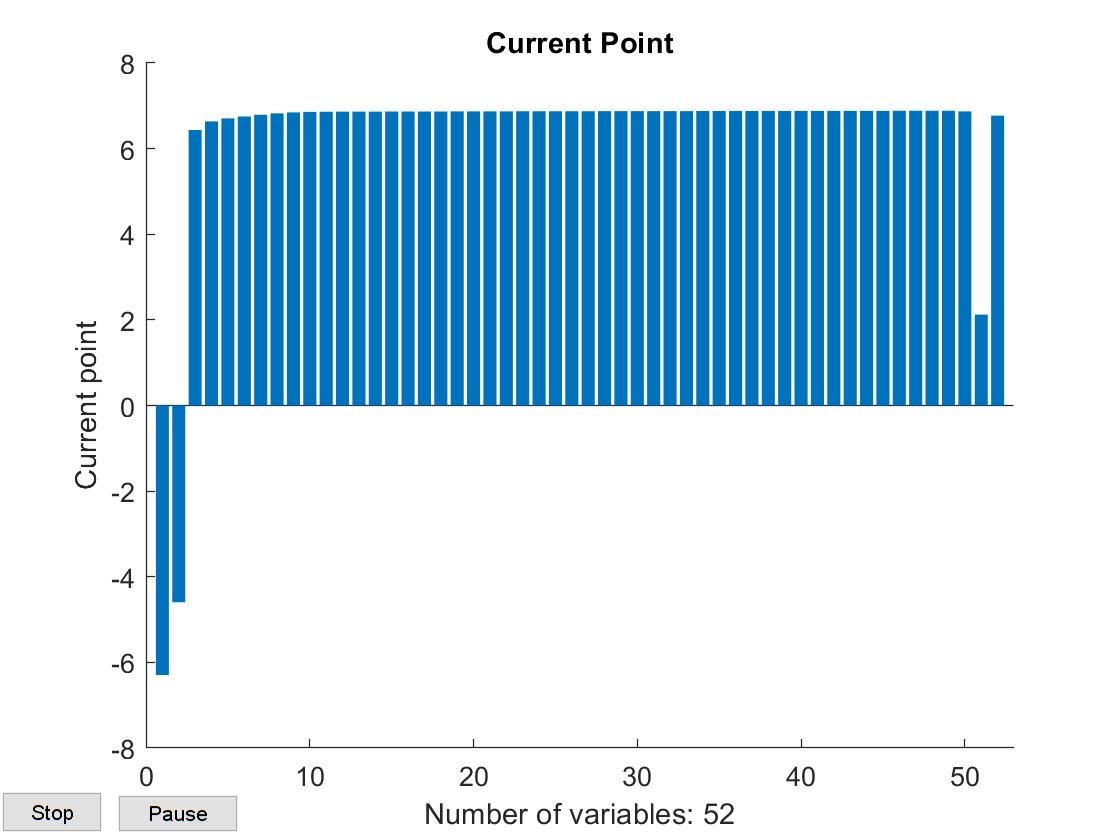 Current Point
8
6
4
2
0
-2
-4
-6
-8
Current point
0 10 20 30 40 50
Number of variables: 52
Stop Pause